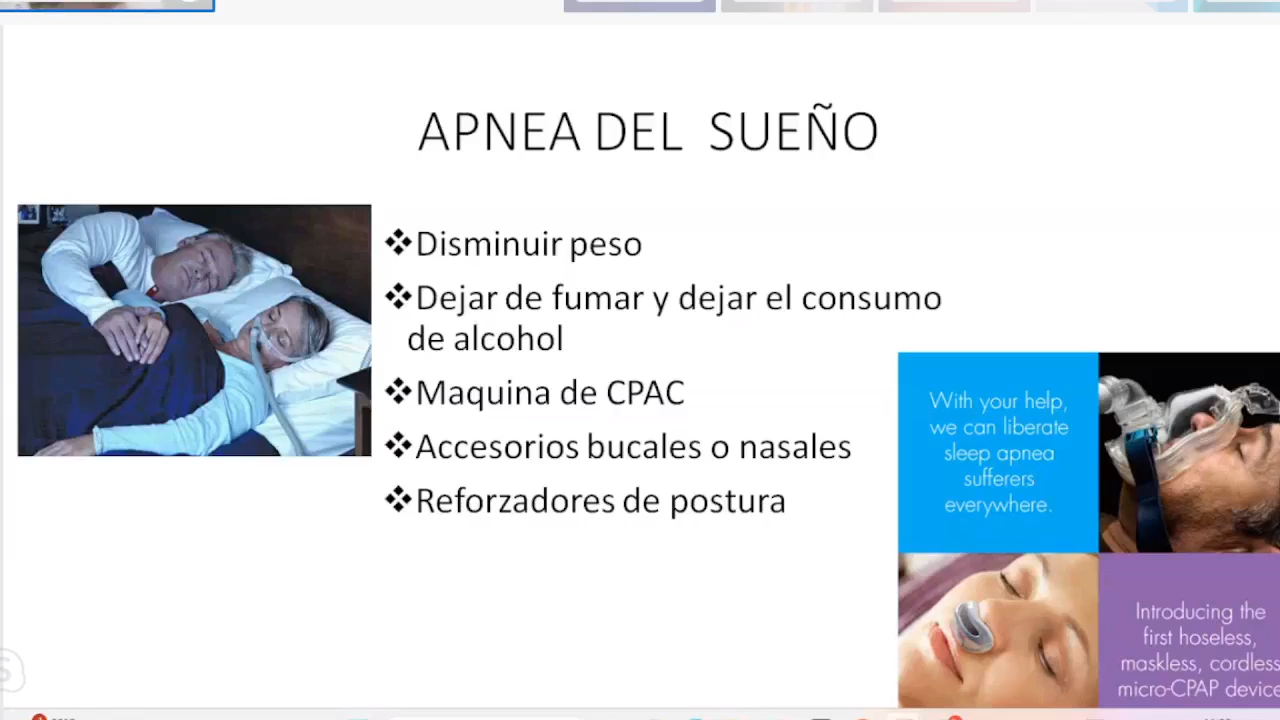 APNEA DEL SUEÑO
❖Disminuir peso
❖Dejar de fumar y dejar el consumo
de alcohol
❖Maquina de CPAC
❖Accesorios bucales o nasales
❖Reforzadores de postura
With your help,
we can liberate
sleep apnea
sufferers
everywhere.
Introducing the
first hoseless,
maskless, cordless
micro-CPAP device